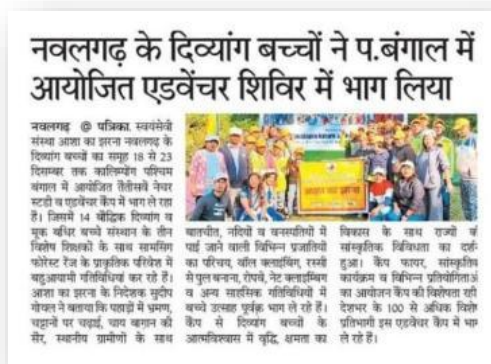 नवलगढ़ के दिव्यांग बच्चों ने प.बंगाल में
आयोजित एडवेंचर शिविर में भाग लिया
नवलगढ़ @ पत्रिका. स्वयंसेवी
संस्था आशा का झरना नवलगढ़ के
दिव्यांग बच्चों का समूह 18 से 23
दिसम्बर तक कालिम्पोंग पश्चिम
बंगाल में आयोजित तैंतीसवें नेचर
स्टडी व एडवेंचर कैंप में भाग ले रहा
है। जिसमें 14 बौद्धिक दिव्यांग व
मूक बधिर बच्चे संस्थान के तीन
विशेष शिक्षकों के साथ सामसिंग
फोरेस्ट रेंज के प्राकृतिक परिवेश में
बहुआयामी गतिविधियां कर रहे हैं।
आशा का झरना के निदेशक सुदीप
गोयल ने बताया कि पहाड़ों में भ्रमण,
चट्टानों पर चढ़ाई, चाय बागान की
सैर, स्थानीय ग्रामीणों के साथ
बातचीत, नदियों व वनस्पतियों में
पाई जाने वाली विभिन्न प्रजातियों
का परिचय, वॉल क्लाइबिंग, रस्सी
से पुल बनाना, रोपवे, नेट क्लाइम्बिंग
व अन्य साहसिक गतिविधियों में
बच्चे उत्साह पूर्वक भाग ले रहे हैं।
कैंप से दिव्यांग बच्चों के
आत्मविश्वास में वृद्धि, क्षमता का
विकास के साथ राज्यों की
सांस्कृतिक विविधता का दर्शन
हुआ। कैंप फायर, सांस्कृतिक
कार्यक्रम व विभिन्न प्रतियोगिताओं
का आयोजन कैंप की विशेषता रही
देशभर के 100 से अधिक विशेष
प्रतिभागी इस एडवेंचर कैंप में भाग
ले रहे हैं।